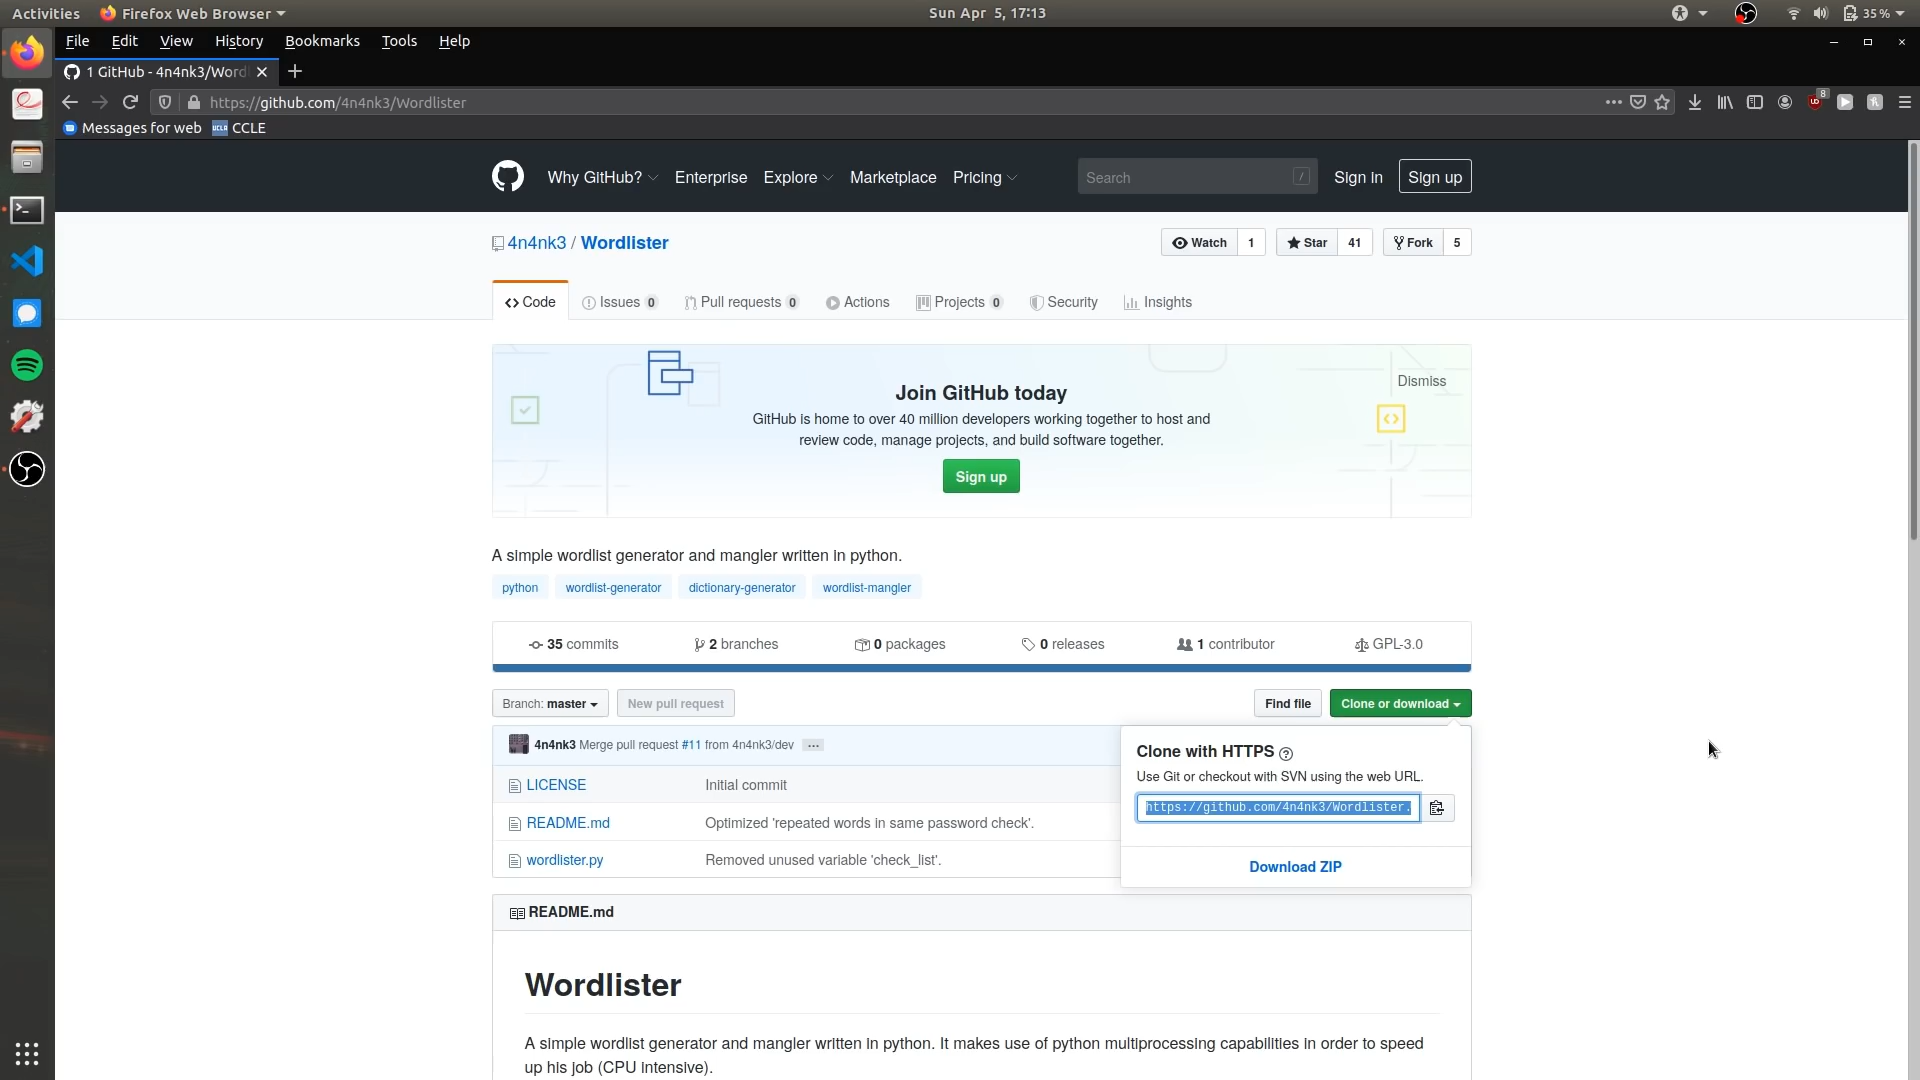 Activities Firefox Web Browser Sun Apr 5, 17:13 35 %
File Edit View History Bookmarks Tools Help
1 GitHub - 4n4nk3/Word
https://github.com/4n4nk3/Wordlister 8
Messages for web UCLA CCLE
Why GitHub? Enterprise Explore Marketplace Pricing Search / Sign in Sign up
4n4nk3 / Wordlister Watch 1 Star 41 Fork 5
Code Issues 0 Pull requests 0 Actions Projects 0 Security Insights
Dismiss
Join GitHub today
GitHub is home to over 40 million developers working together to host and
review code, manage projects, and build software together.
Sign up
A simple wordlist generator and mangler written in python.
python wordlist-generator dictionary-generator wordlist-mangler
35 commits 2 branches 0 packages 0 releases 1 contributor GPL-3.0
Branch: master New pull request Find file Clone or download
4n4nk3 Merge pull request #11 from 4n4nk3/dev ...
LICENSE Initial commit
README.md Optimized 'repeated words in same password check'.
wordlister.py Removed unused variable 'check_list'.
Clone with HTTPS ?
Use Git or checkout with SVN using the web URL.
https://github.com/4n4nk3/Wordlister.
Download ZIP
README.md
Wordlister
A simple wordlist generator and mangler written in python. It makes use of python multiprocessing capabilities in order to speed
up his job (CPU intensive).